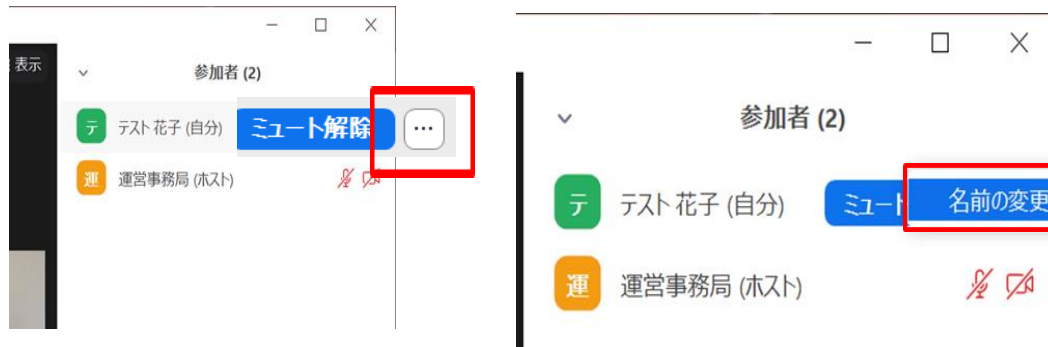 表示
参加者 (2)
テ テスト 花子 (自分) ミュート解除 …
運 運営事務局 (ホスト)
参加者 (2)
テ テスト 花子 (自分) ミュート 名前の変更
運 運営事務局 (ホスト)